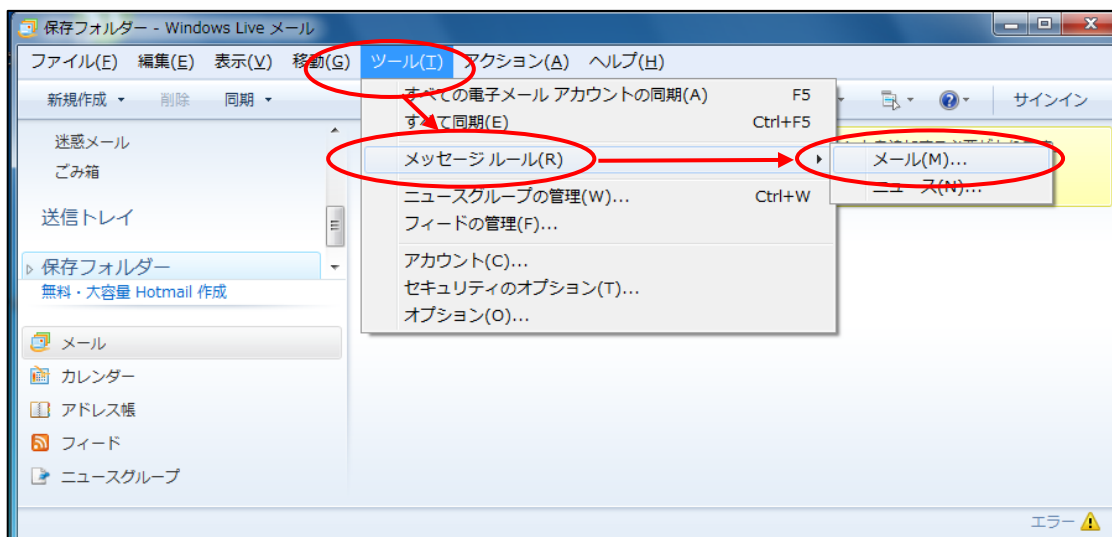 保存フォルダー - Windows Live メール
ファイル(F) 編集(E) 表示(V) 移動(G) ツール(T) アクション(A) ヘルプ(H)
新規作成 削除 同期 サインイン
すべての電子メール アカウントの同期(A) F5
すべて同期(E) Ctrl+F5
メッセージ ルール(R)
メール(M)...
ニュース(N)...
ニュースグループの管理(W)... Ctrl+W
フィードの管理(F)...
アカウント(C)...
セキュリティのオプション(T)...
オプション(O)...
迷惑メール
ごみ箱
送信トレイ
保存フォルダー
無料・大容量 Hotmail 作成
メール
カレンダー
アドレス帳
フィード
ニュースグループ
エラー